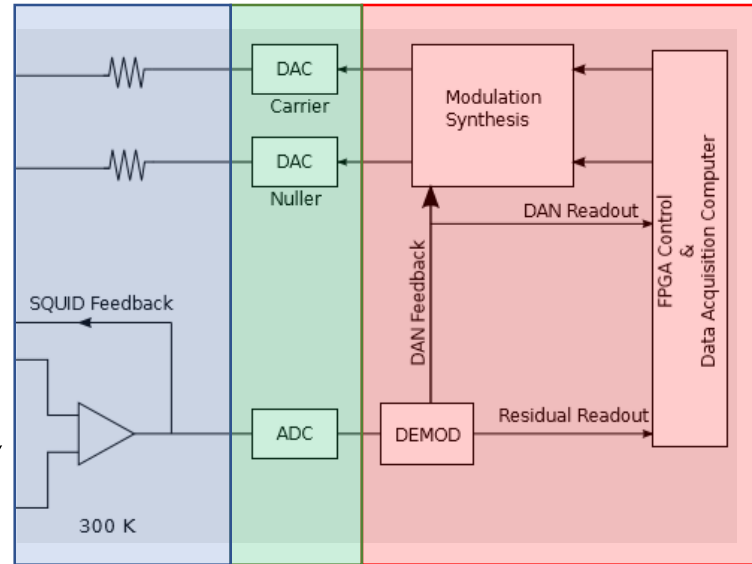 DAC
Carrier
Modulation
Synthesis
DAC
Nuller
DAN Readout
FPGA Control
&
Data Acquisition Computer
DAN Feedback
SQUID Feedback
ADC
DEMOD
Residual Readout
300 K